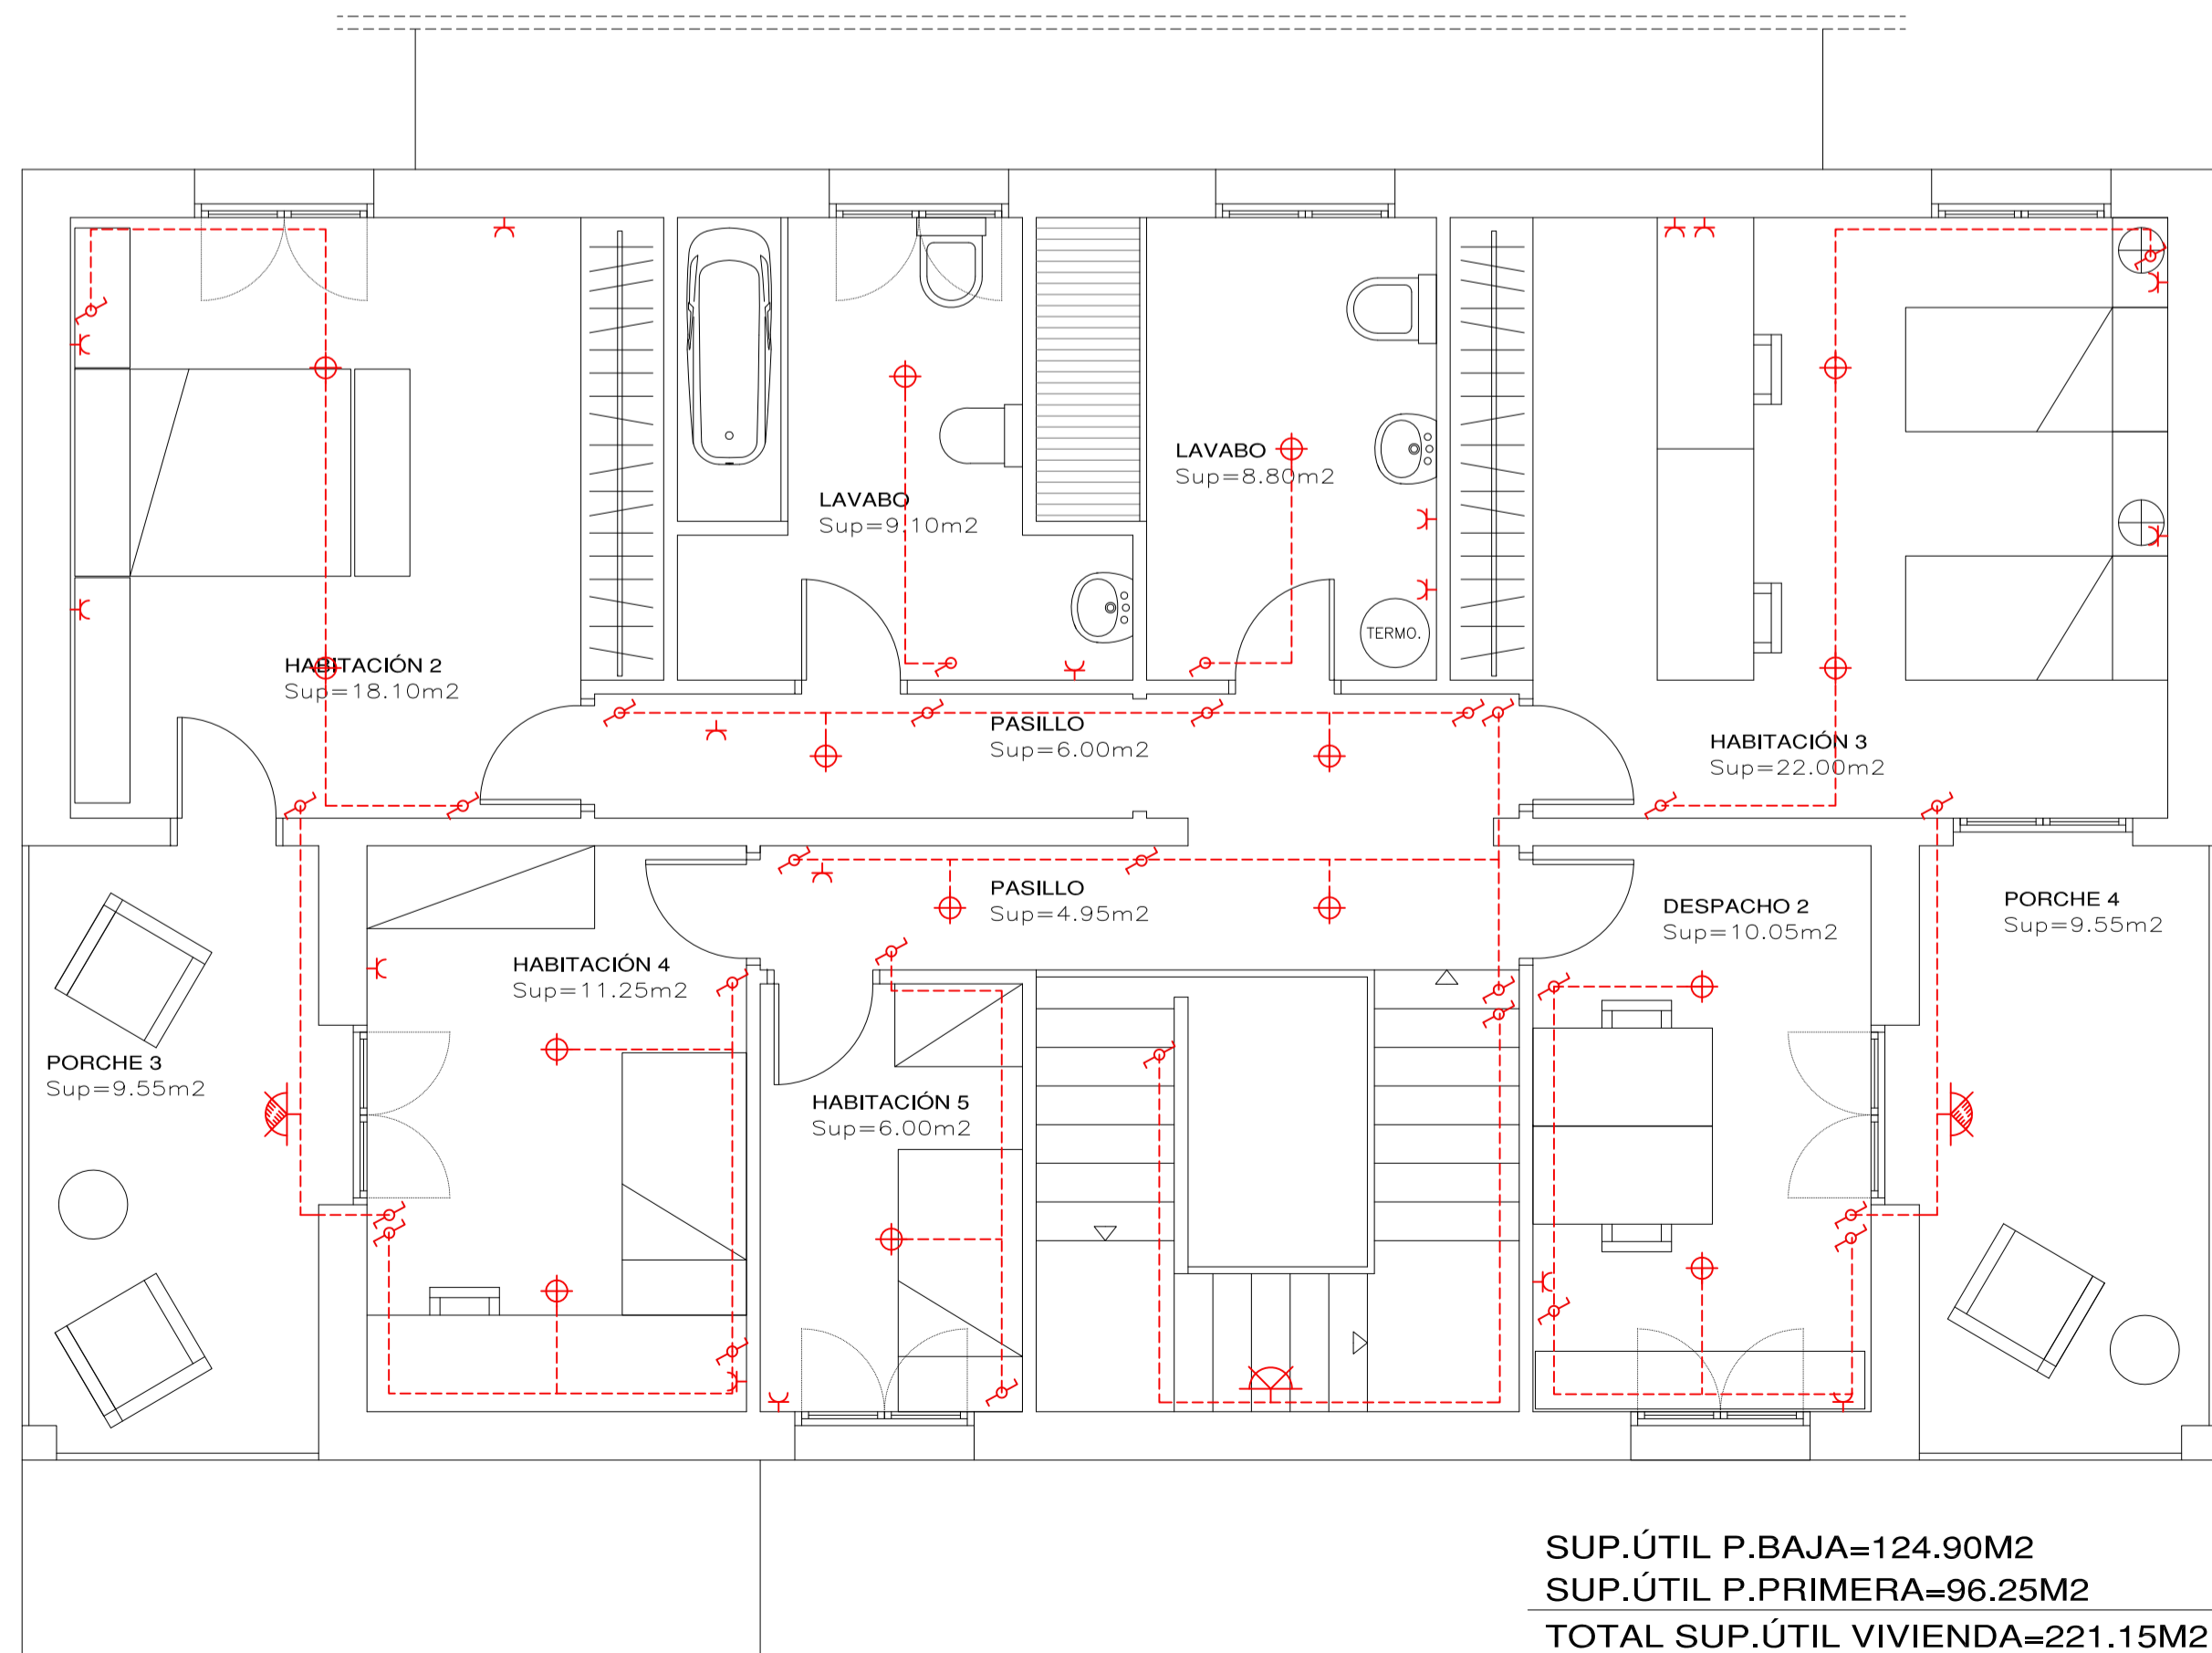 LAVABO
Sup=8.80m2
LAVABO
Sup=9.10m2
TERMO.
HABITACIÓN 2
Sup=18.10m2
PASILLO
Sup=6.00m2
HABITACIÓN 3
Sup=22.00m2
PASILLO
Sup=4.95m2
DESPACHO 2
Sup=10.05m2
PORCHE 4
Sup=9.55m2
HABITACIÓN 4
Sup=11.25m2
PORCHE 3
Sup=9.55m2
HABITACIÓN 5
Sup=6.00m2
SUP.ÚTIL P.BAJA=124.90M2
SUP.ÚTIL P.PRIMERA=96.25M2
TOTAL SUP.ÚTIL VIVIENDA=221.15M2